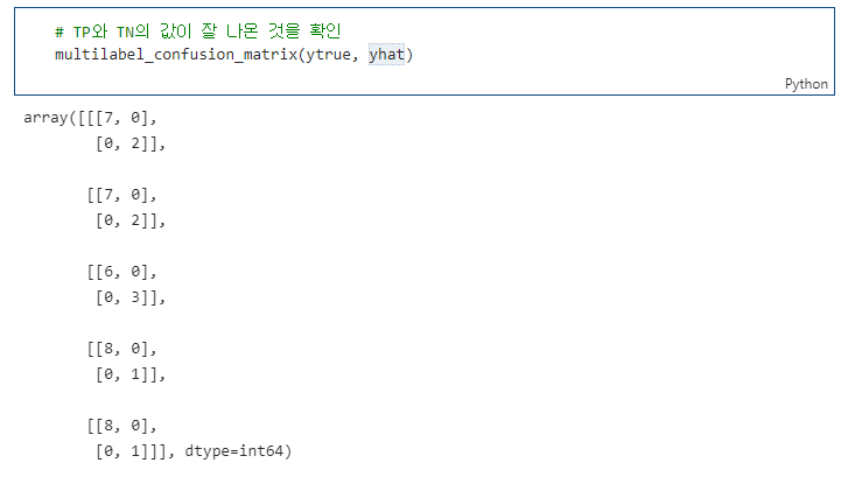 # TP와 TN의 값이 잘 나온 것을 확인
multilabel_confusion_matrix(ytrue, yhat)
Python
array([[[7, 0],
        [0, 2]],

       [[7, 0],
        [0, 2]],

       [[6, 0],
        [0, 3]],

       [[8, 0],
        [0, 1]],

       [[8, 0],
        [0, 1]]], dtype=int64)